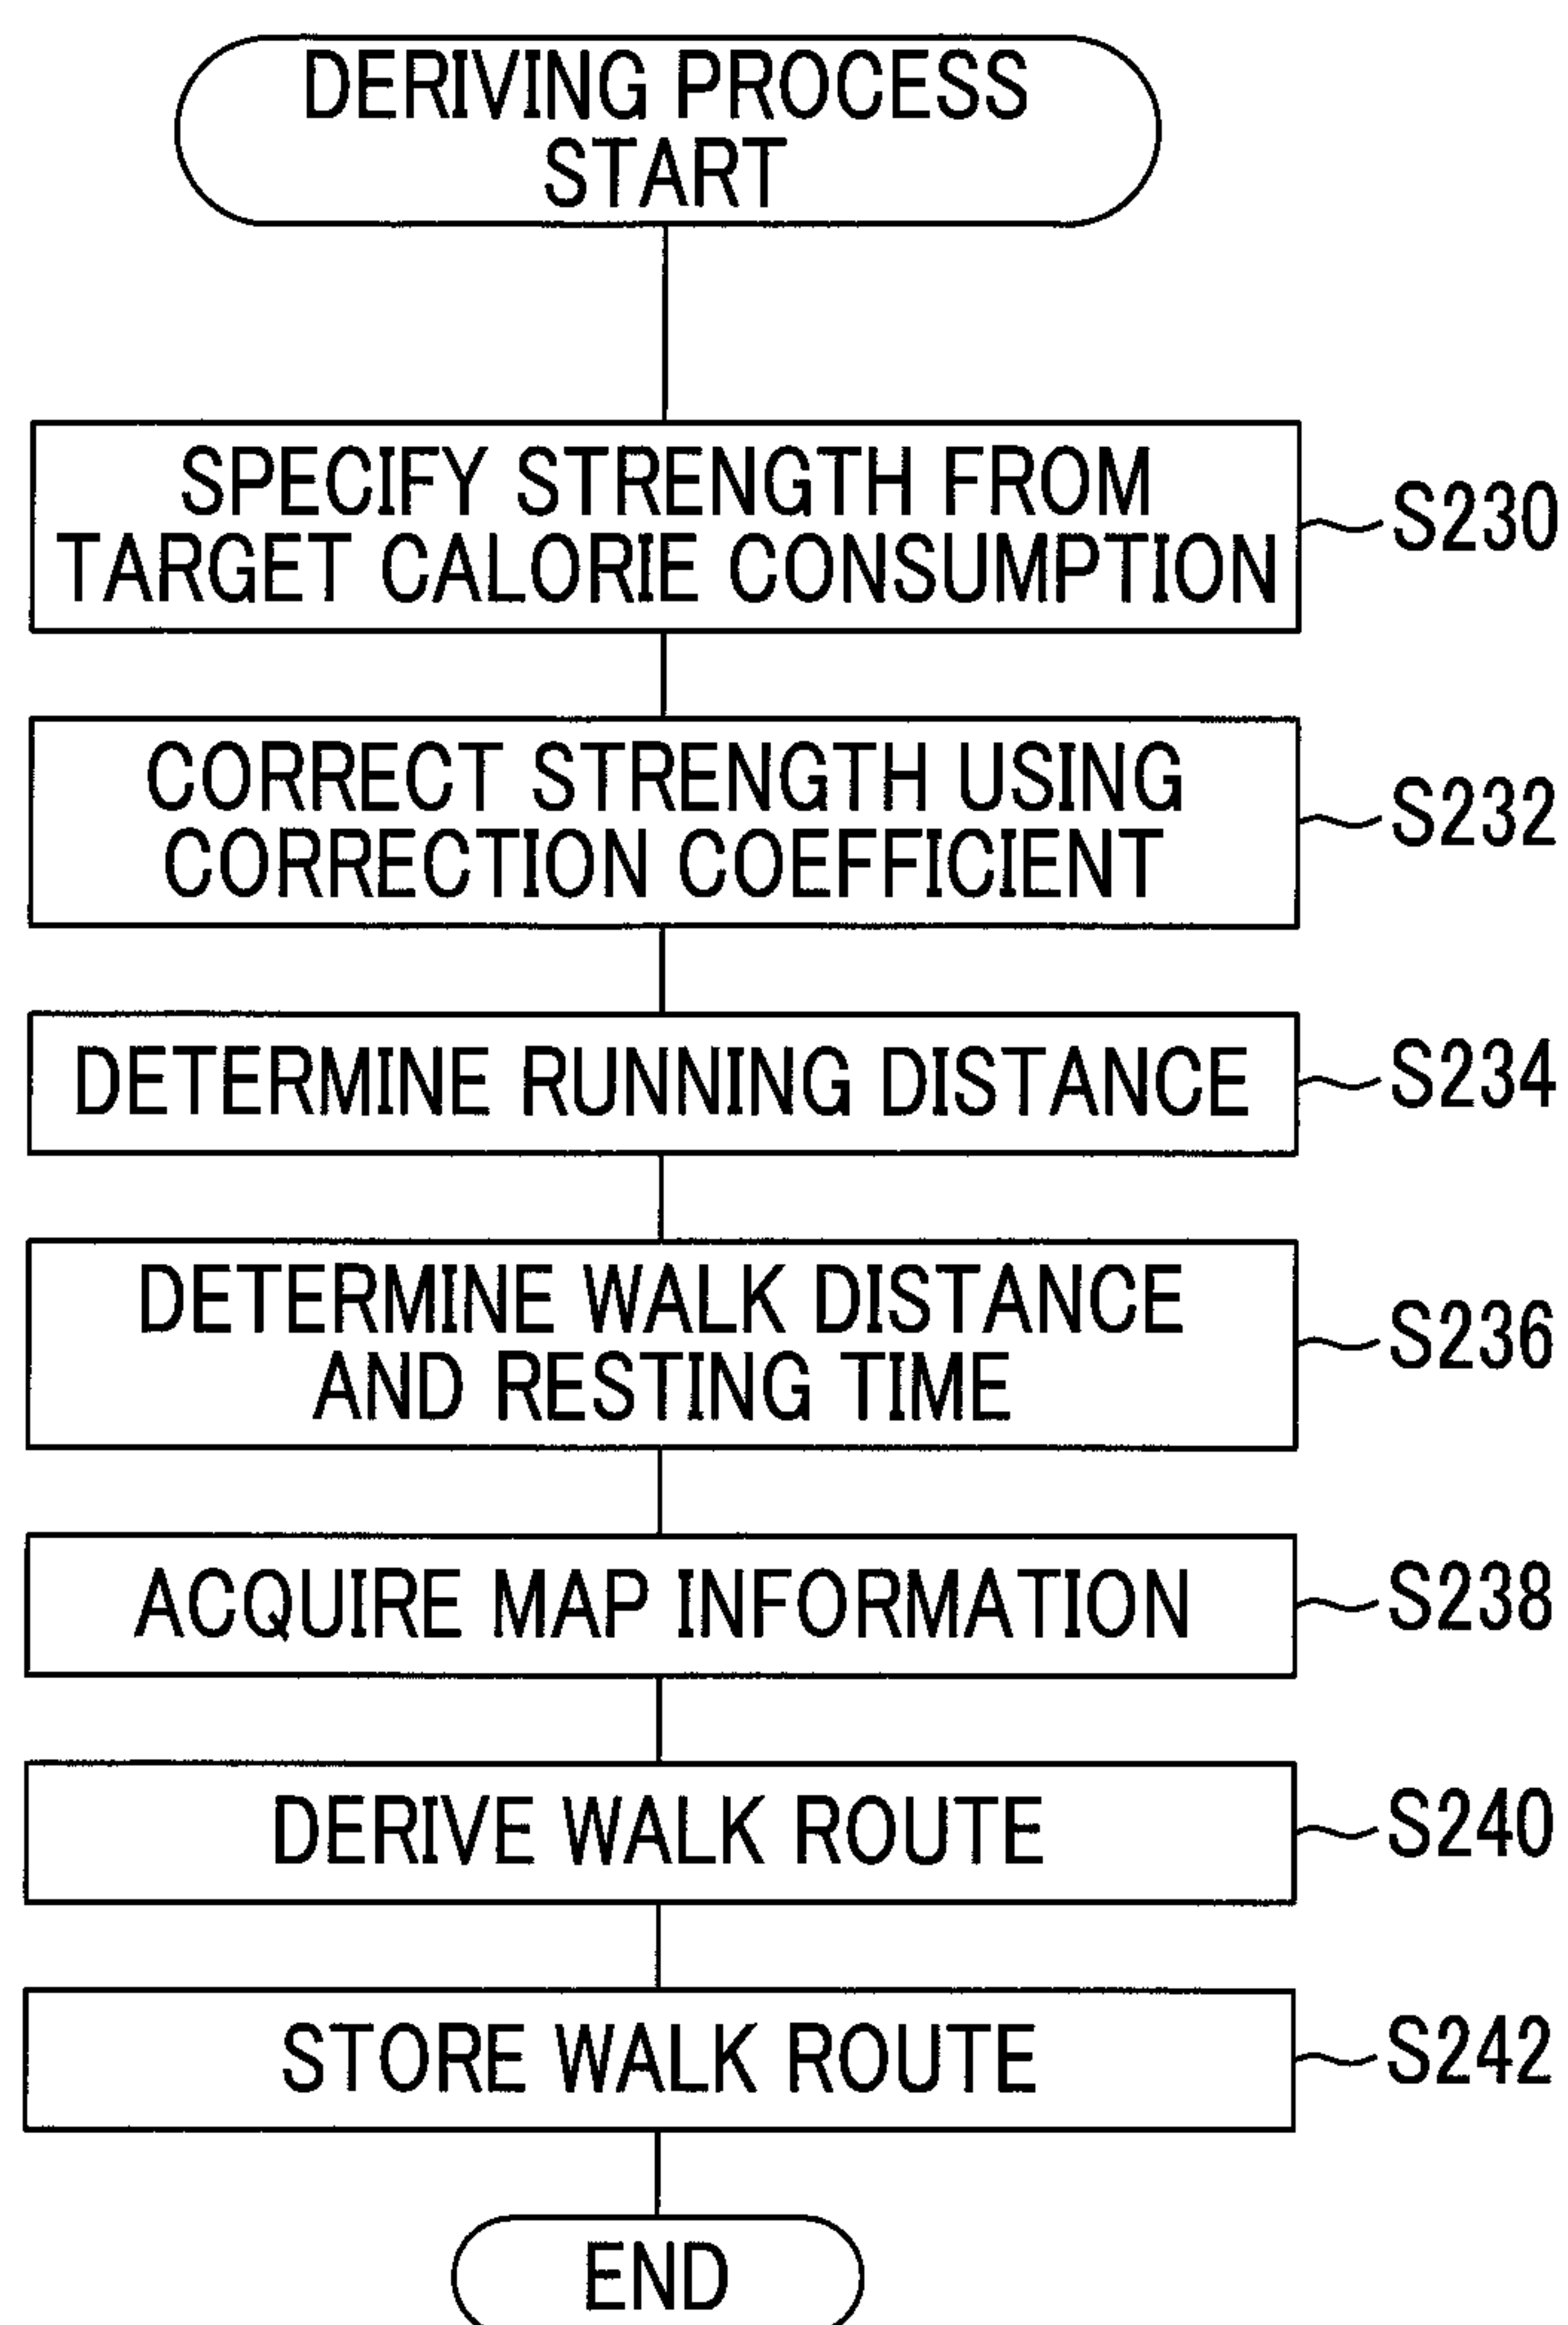 DERIVING PROCESS
START
SPECIFY STRENGTH FROM
TARGET CALORIE CONSUMPTION
S230
CORRECT STRENGTH USING
CORRECTION COEFFICIENT
S232
DETERMINE RUNNING DISTANCE
S234
DETERMINE WALK DISTANCE
AND RESTING TIME
S236
ACQUIRE MAP INFORMATION
S238
DERIVE WALK ROUTE
S240
STORE WALK ROUTE
S242
END